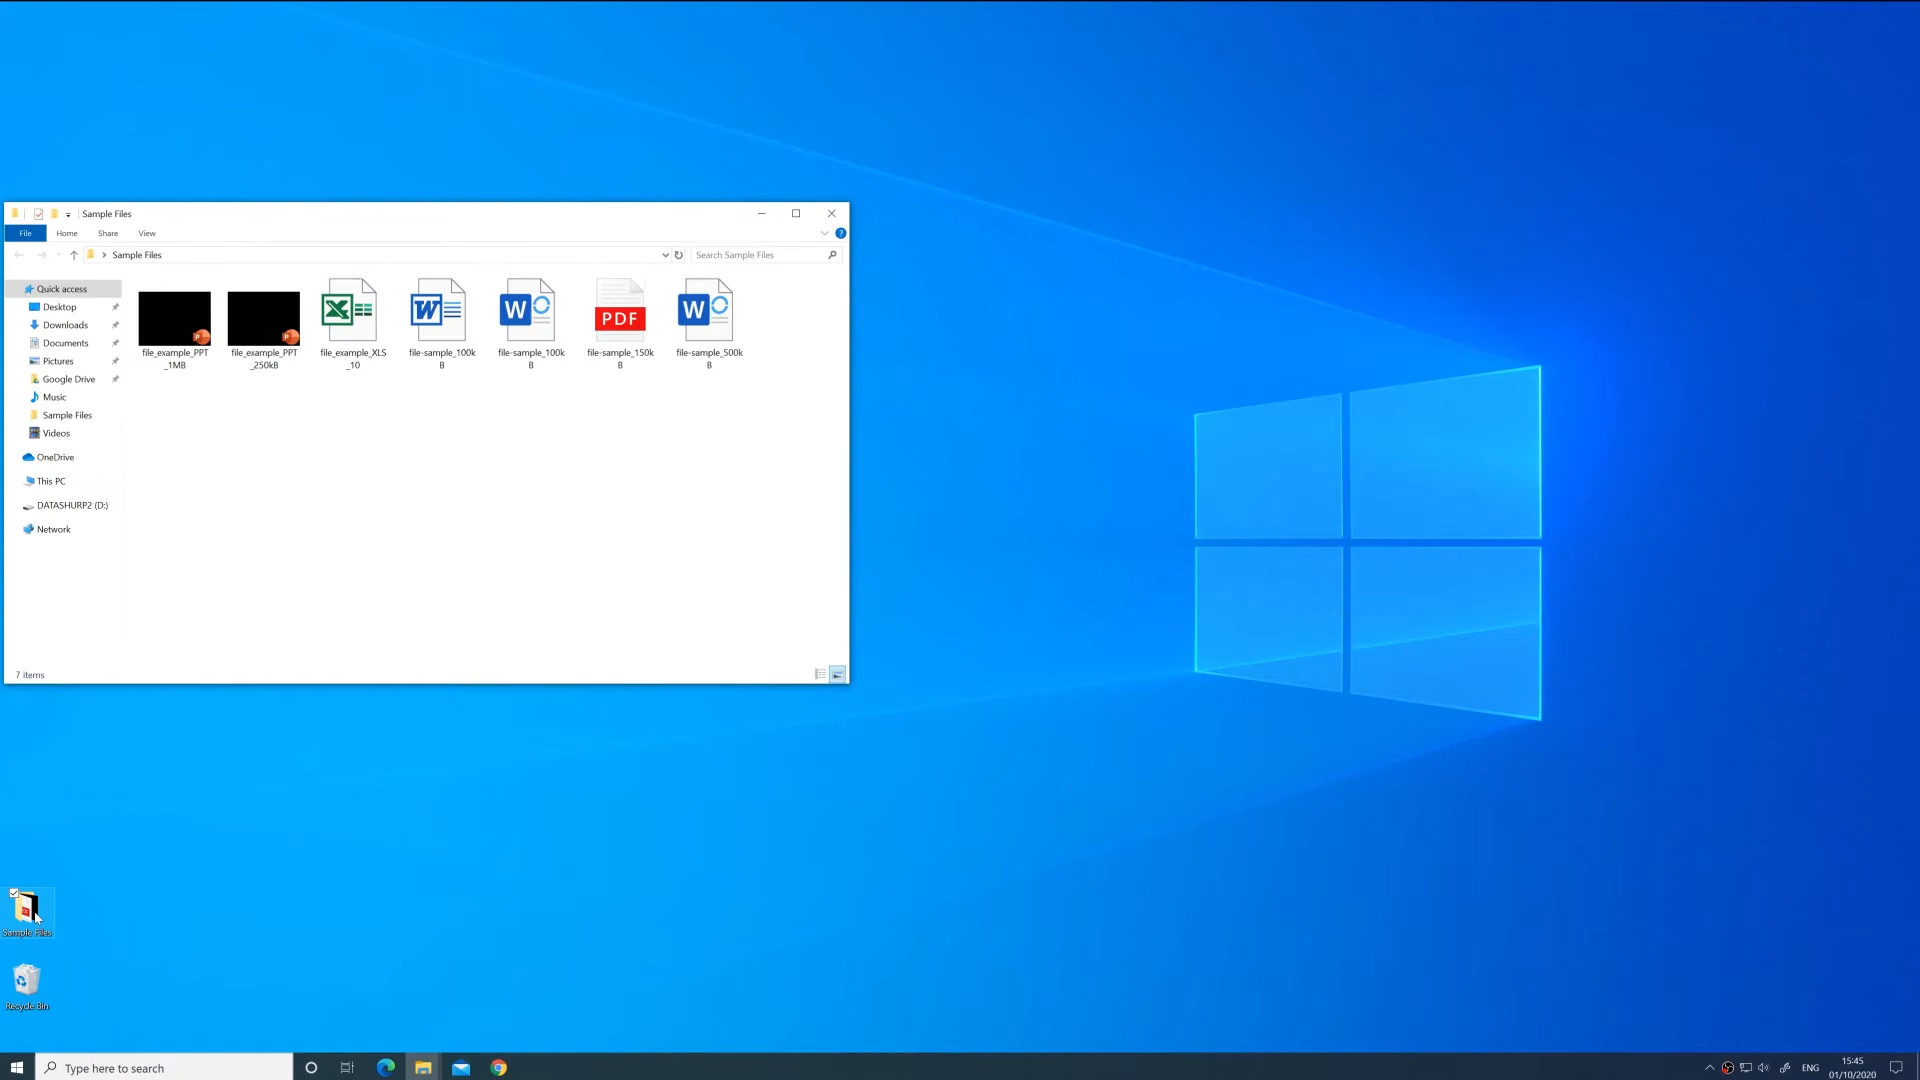 Sample Files
File Home Share View
Sample Files
Search Sample Files
Quick access
Desktop
Downloads
Documents
Pictures
Google Drive
Music
Sample Files
Videos
OneDrive
This PC
DATASHURP2 (D:)
Network
file_example_PPT
_1MB
file_example_PPT
_250kB
file_example_XLS
_10
file-sample_100k
B
file-sample_100k
B
PDF
file-sample_150k
B
file-sample_500k
B
7 items
Sample Files
Recycle Bin
Type here to search
ENG
15:45
01/10/2020